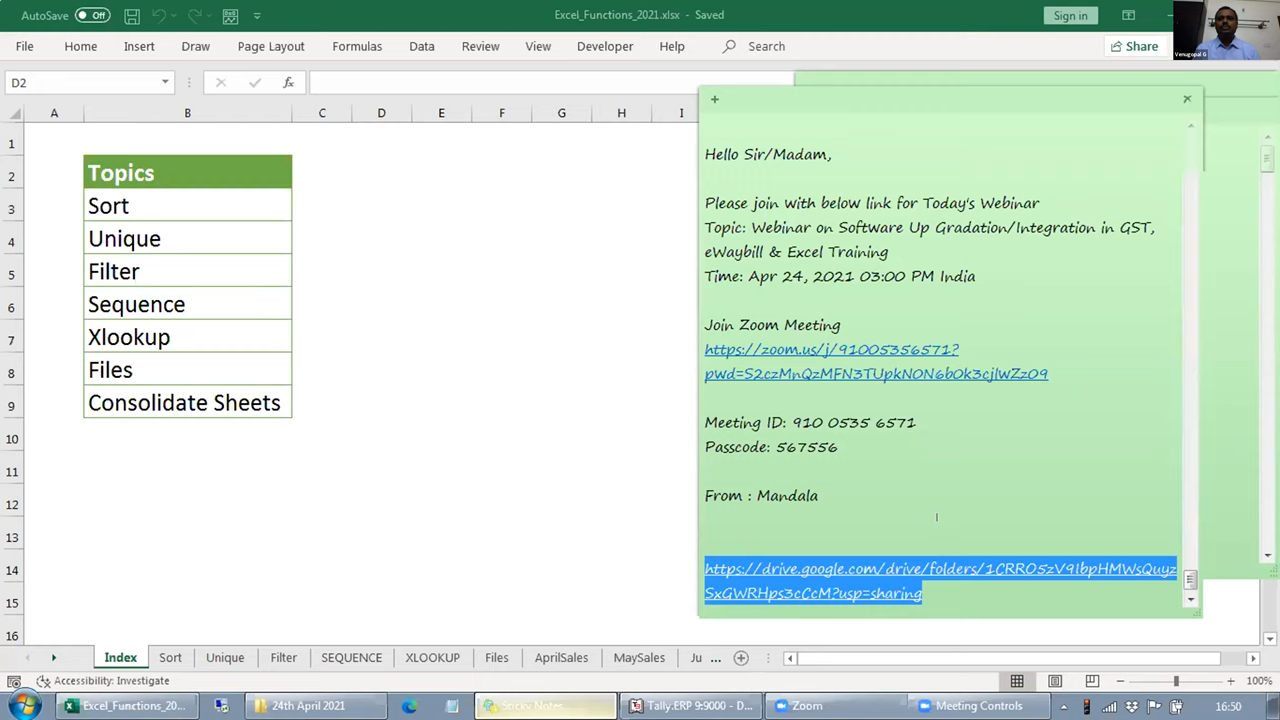 AutoSave Off
Excel_Functions_2021.xlsx - Saved
Sign in
Venugopal G
File Home Insert Draw Page Layout Formulas Data Review View Developer Help Search Share
D2
fx
A B C D E F G H I
1
2 Topics
3 Sort
4 Unique
5 Filter
6 Sequence
7 Xlookup
8 Files
9 Consolidate Sheets
10
11
12
13
14
15
16
Hello Sir/Madam,
Please join with below link for Today's Webinar
Topic: Webinar on Software Up Gradation/Integration in GST,
eWaybill & Excel Training
Time: Apr 24, 2021 03:00 PM India
Join Zoom Meeting
https://zoom.us/j/91005356571?
pwd=S2czMnQzMFN3TUpkNON6bOk3cjlWZz09
Meeting ID: 910 0535 6571
Passcode: 567556
From : Mandala
https://drive.google.com/drive/folders/1CRRO5zV9IbpHMWsQuyz
SxGWRHps3cCcM?usp=sharing
Index Sort Unique Filter SEQUENCE XLOOKUP Files AprilSales MaySales Ju ...
Accessibility: Investigate
100%
Excel_Functions_20... 24th April 2021 Sticky Notes Tally.ERP 9:9000 - D... Zoom Meeting Controls 16:50